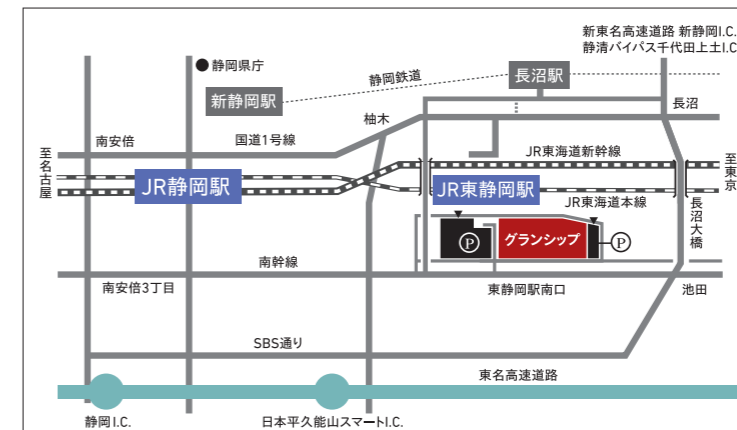 新東名高速道路 新静岡I.C.
静清バイパス千代田上土I.C.
静岡県庁
静岡鉄道
長沼駅
新静岡駅
長沼
柚木
南安倍
国道1号線
JR東海道新幹線
至名古屋
至東京
JR静岡駅
JR東静岡駅
JR東海道本線
長沼大橋
P
グランシップ
P
南幹線
南安倍3丁目
東静岡駅南口
池田
SBS通り
東名高速道路
静岡I.C.
日本平久能山スマートI.C.